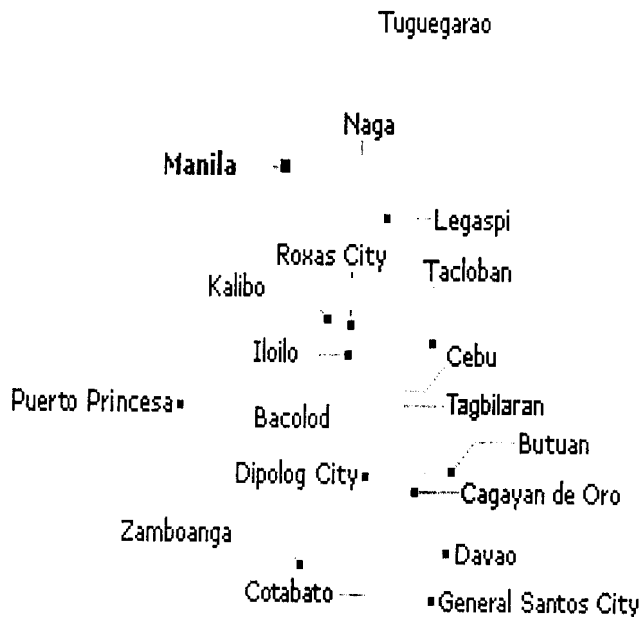 Tuguegarao
Naga
Manila
Legaspi
Roxas City
Tacloban
Kalibo
Iloilo
Cebu
Puerto Princesa
Tagbilaran
Bacolod
Butuan
Dipolog City
Cagayan de Oro
Zamboanga
Davao
Cotabato
General Santos City